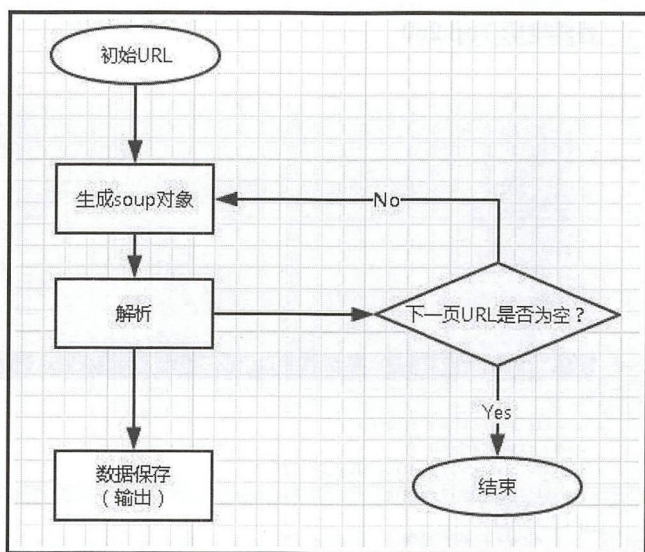 初始URL
生成soup对象
No
解析
下一页URL是否为空？
Yes
数据保存
（输出）
结束